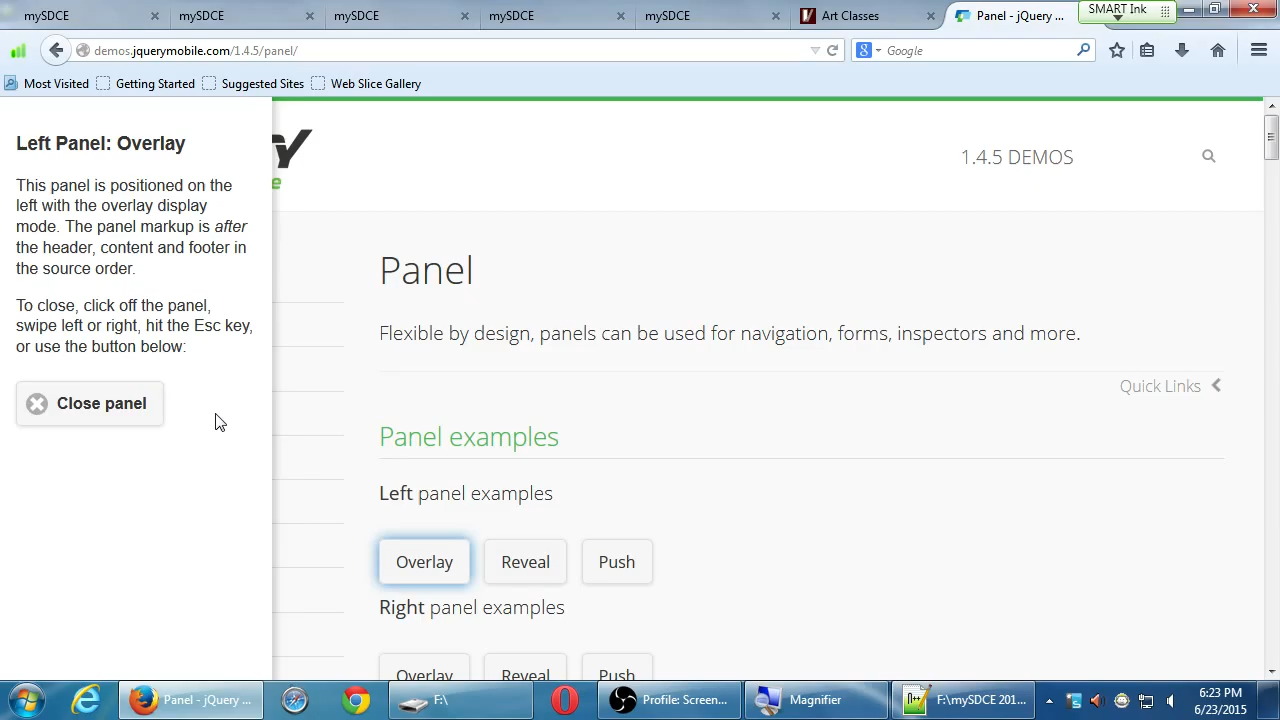 mySDCE
mySDCE
mySDCE
mySDCE
mySDCE
Art Classes
Panel - jQuery ...
SMART Ink
demos.jquerymobile.com/1.4.5/panel/
Google
Most Visited
Getting Started
Suggested Sites
Web Slice Gallery
Left Panel: Overlay
This panel is positioned on the
left with the overlay display
mode. The panel markup is after
the header, content and footer in
the source order.
To close, click off the panel,
swipe left or right, hit the Esc key,
or use the button below:
Close panel
1.4.5 DEMOS
Panel
Flexible by design, panels can be used for navigation, forms, inspectors and more.
Quick Links
Panel examples
Left panel examples
Overlay
Reveal
Push
Right panel examples
Overlay
Reveal
Push
Panel - jQuery ...
F:\
Profile: Screen...
Magnifier
F:\mySDCE 201...
6:23 PM
6/23/2015